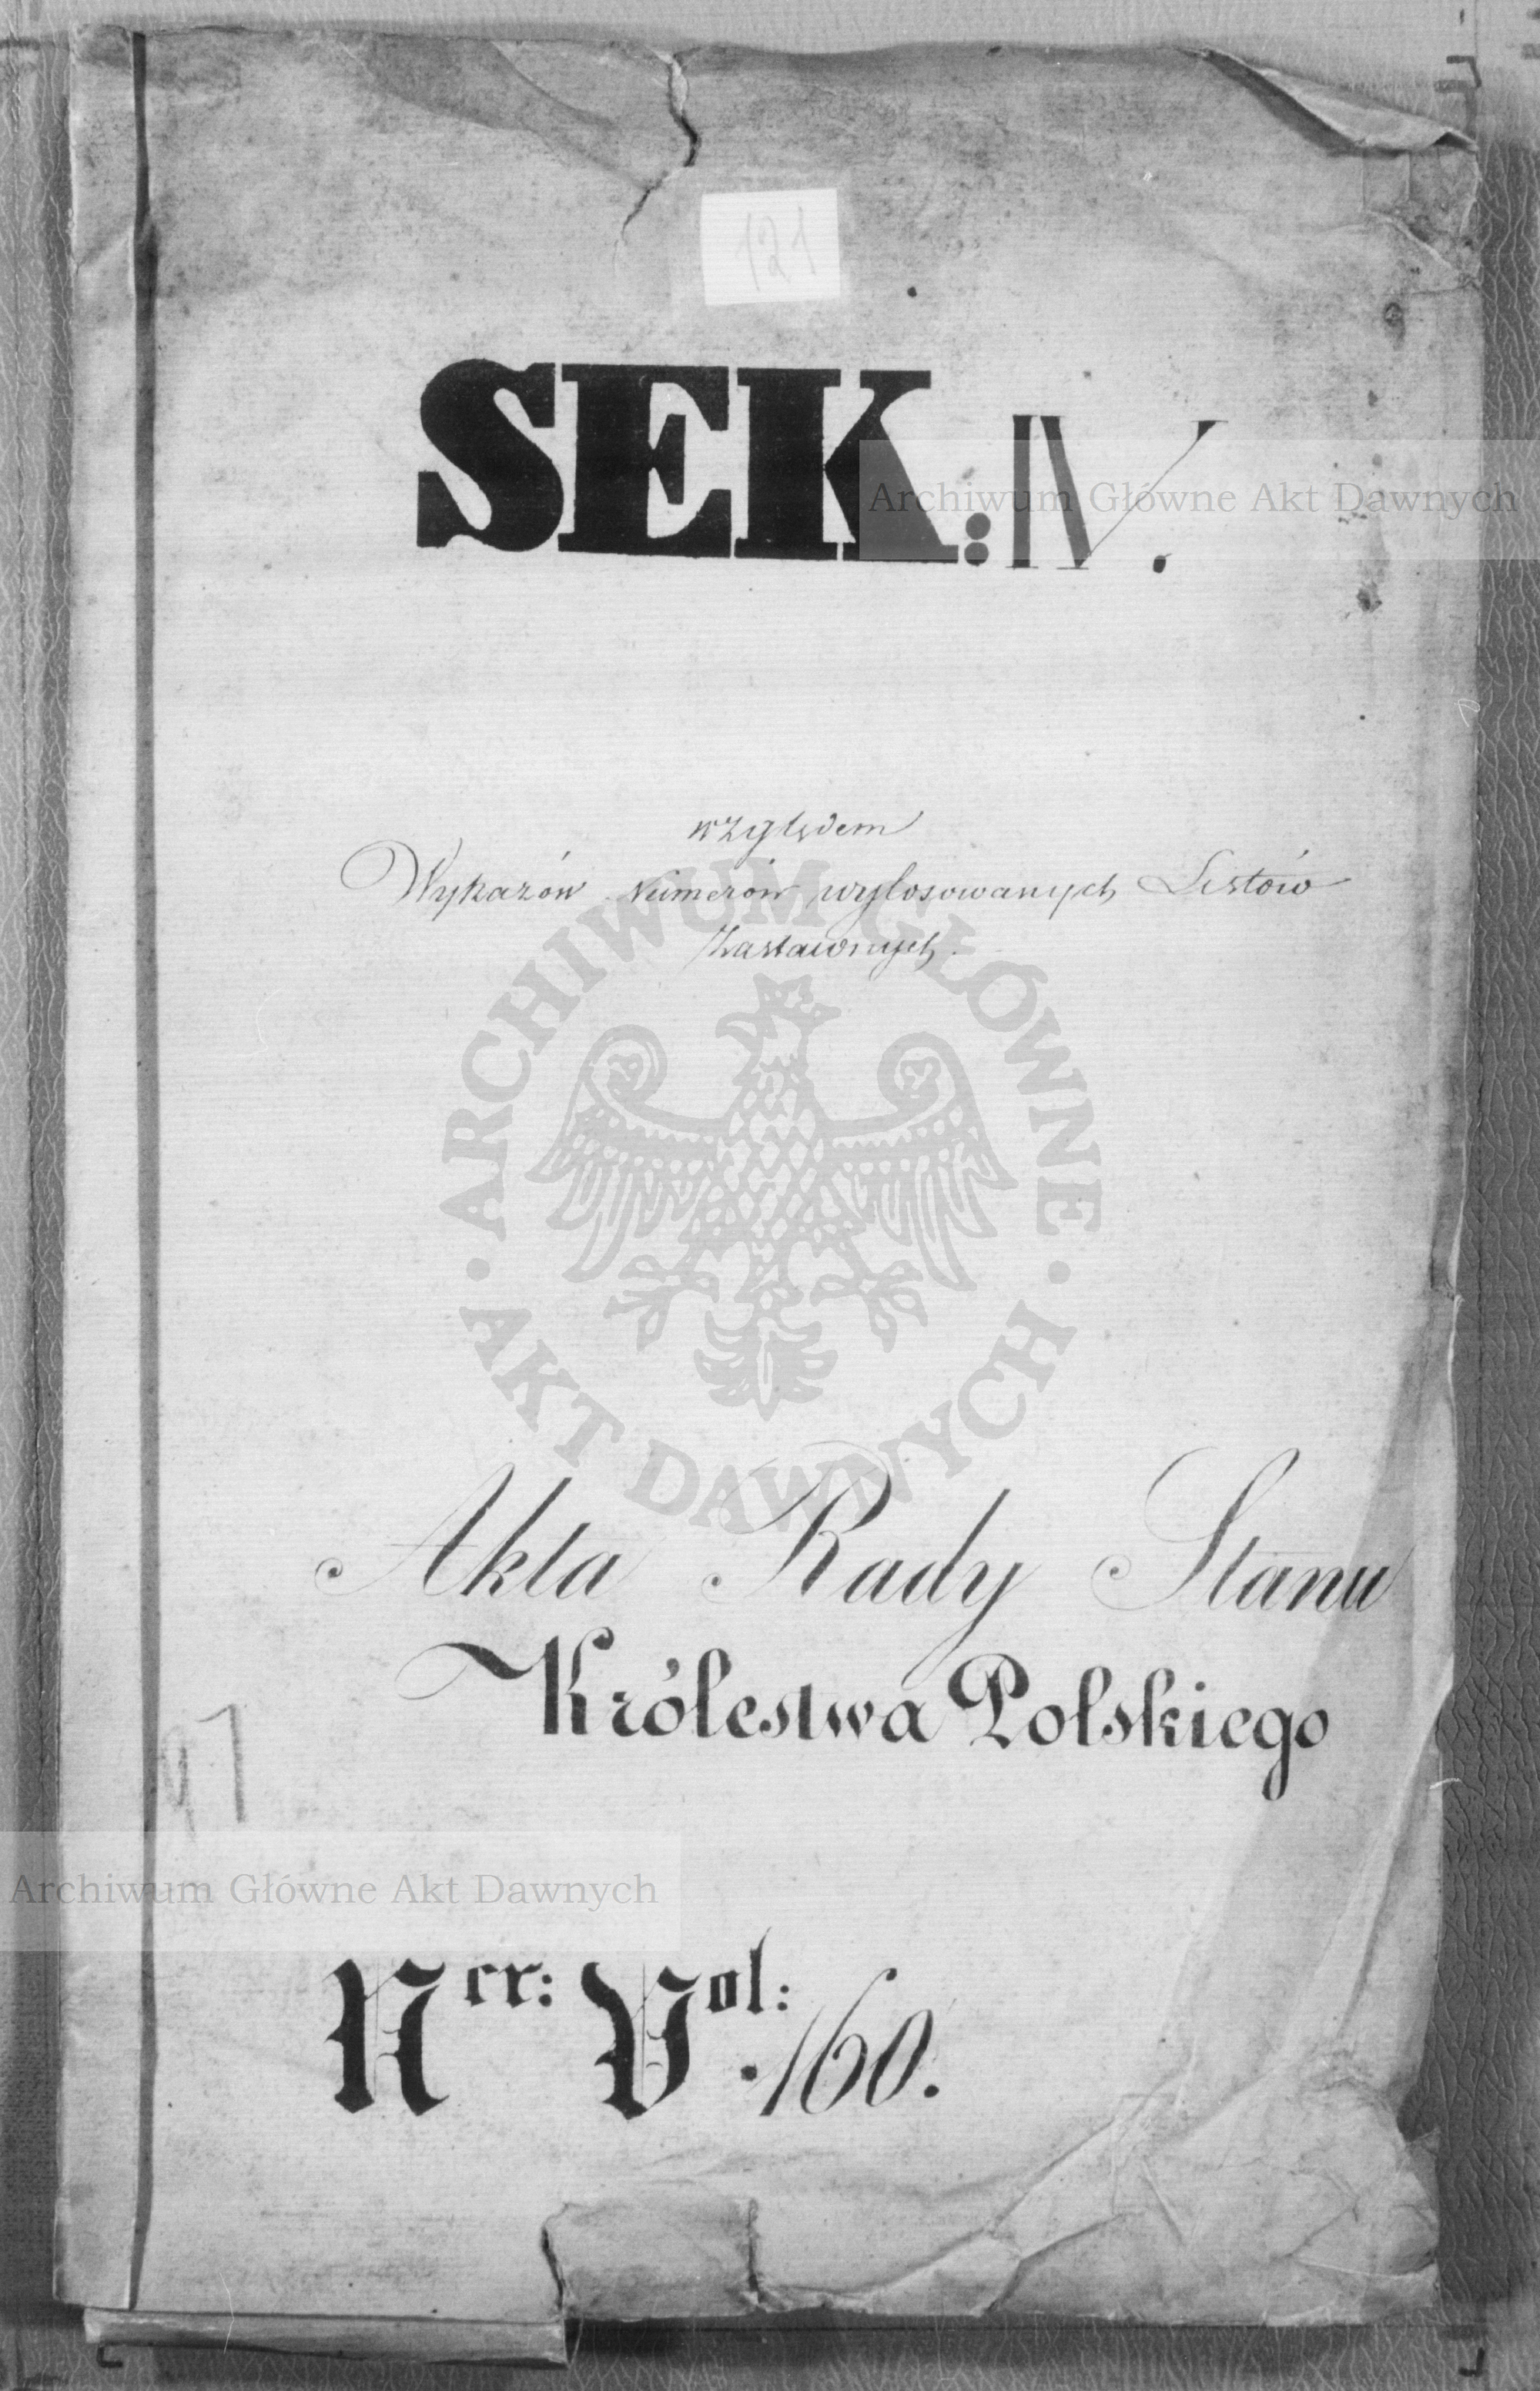 121
SEK: IV.
Archiwum Główne Akt Dawnych
względem
Wykazów Numerów wylosowanych Listów
Zastawnych.
ARCHIWUM GŁÓWNE AKT DAWNYCH
Akta Rady Stanu
Królestwa Polskiego
Archiwum Główne Akt Dawnych
Ner: Vol: 160.